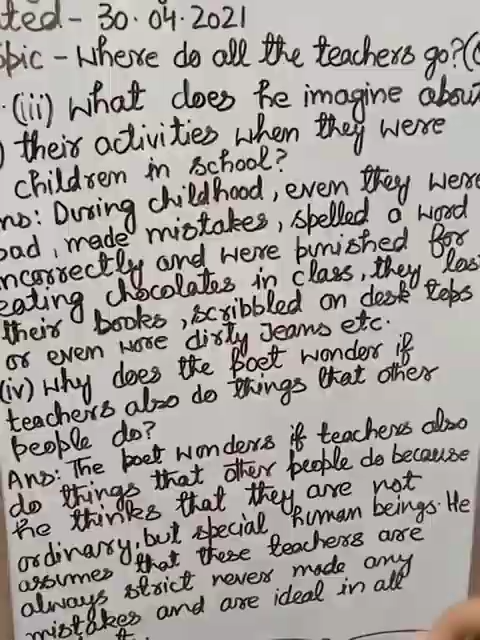 ted - 30.04.2021
opic - Where do all the teachers go? (
(iii) What does he imagine about
) their activities when they were
children in school?
ns: During childhood, even they were
bad, made mistakes, spelled a word
ncorrectly and were punished for
eating chocolates in class, they los
their books, scribbled on desk tops
or even wore dirty Jeans etc.
(iv) Why does the poet wonder if
teachers also do things that other
people do?
Ans: The poet wonders if teachers also
do things that other people do because
he thinks that they are not
ordinary, but special human beings. He
assumes that these teachers are
always strict never made any
mistakes and are ideal in all